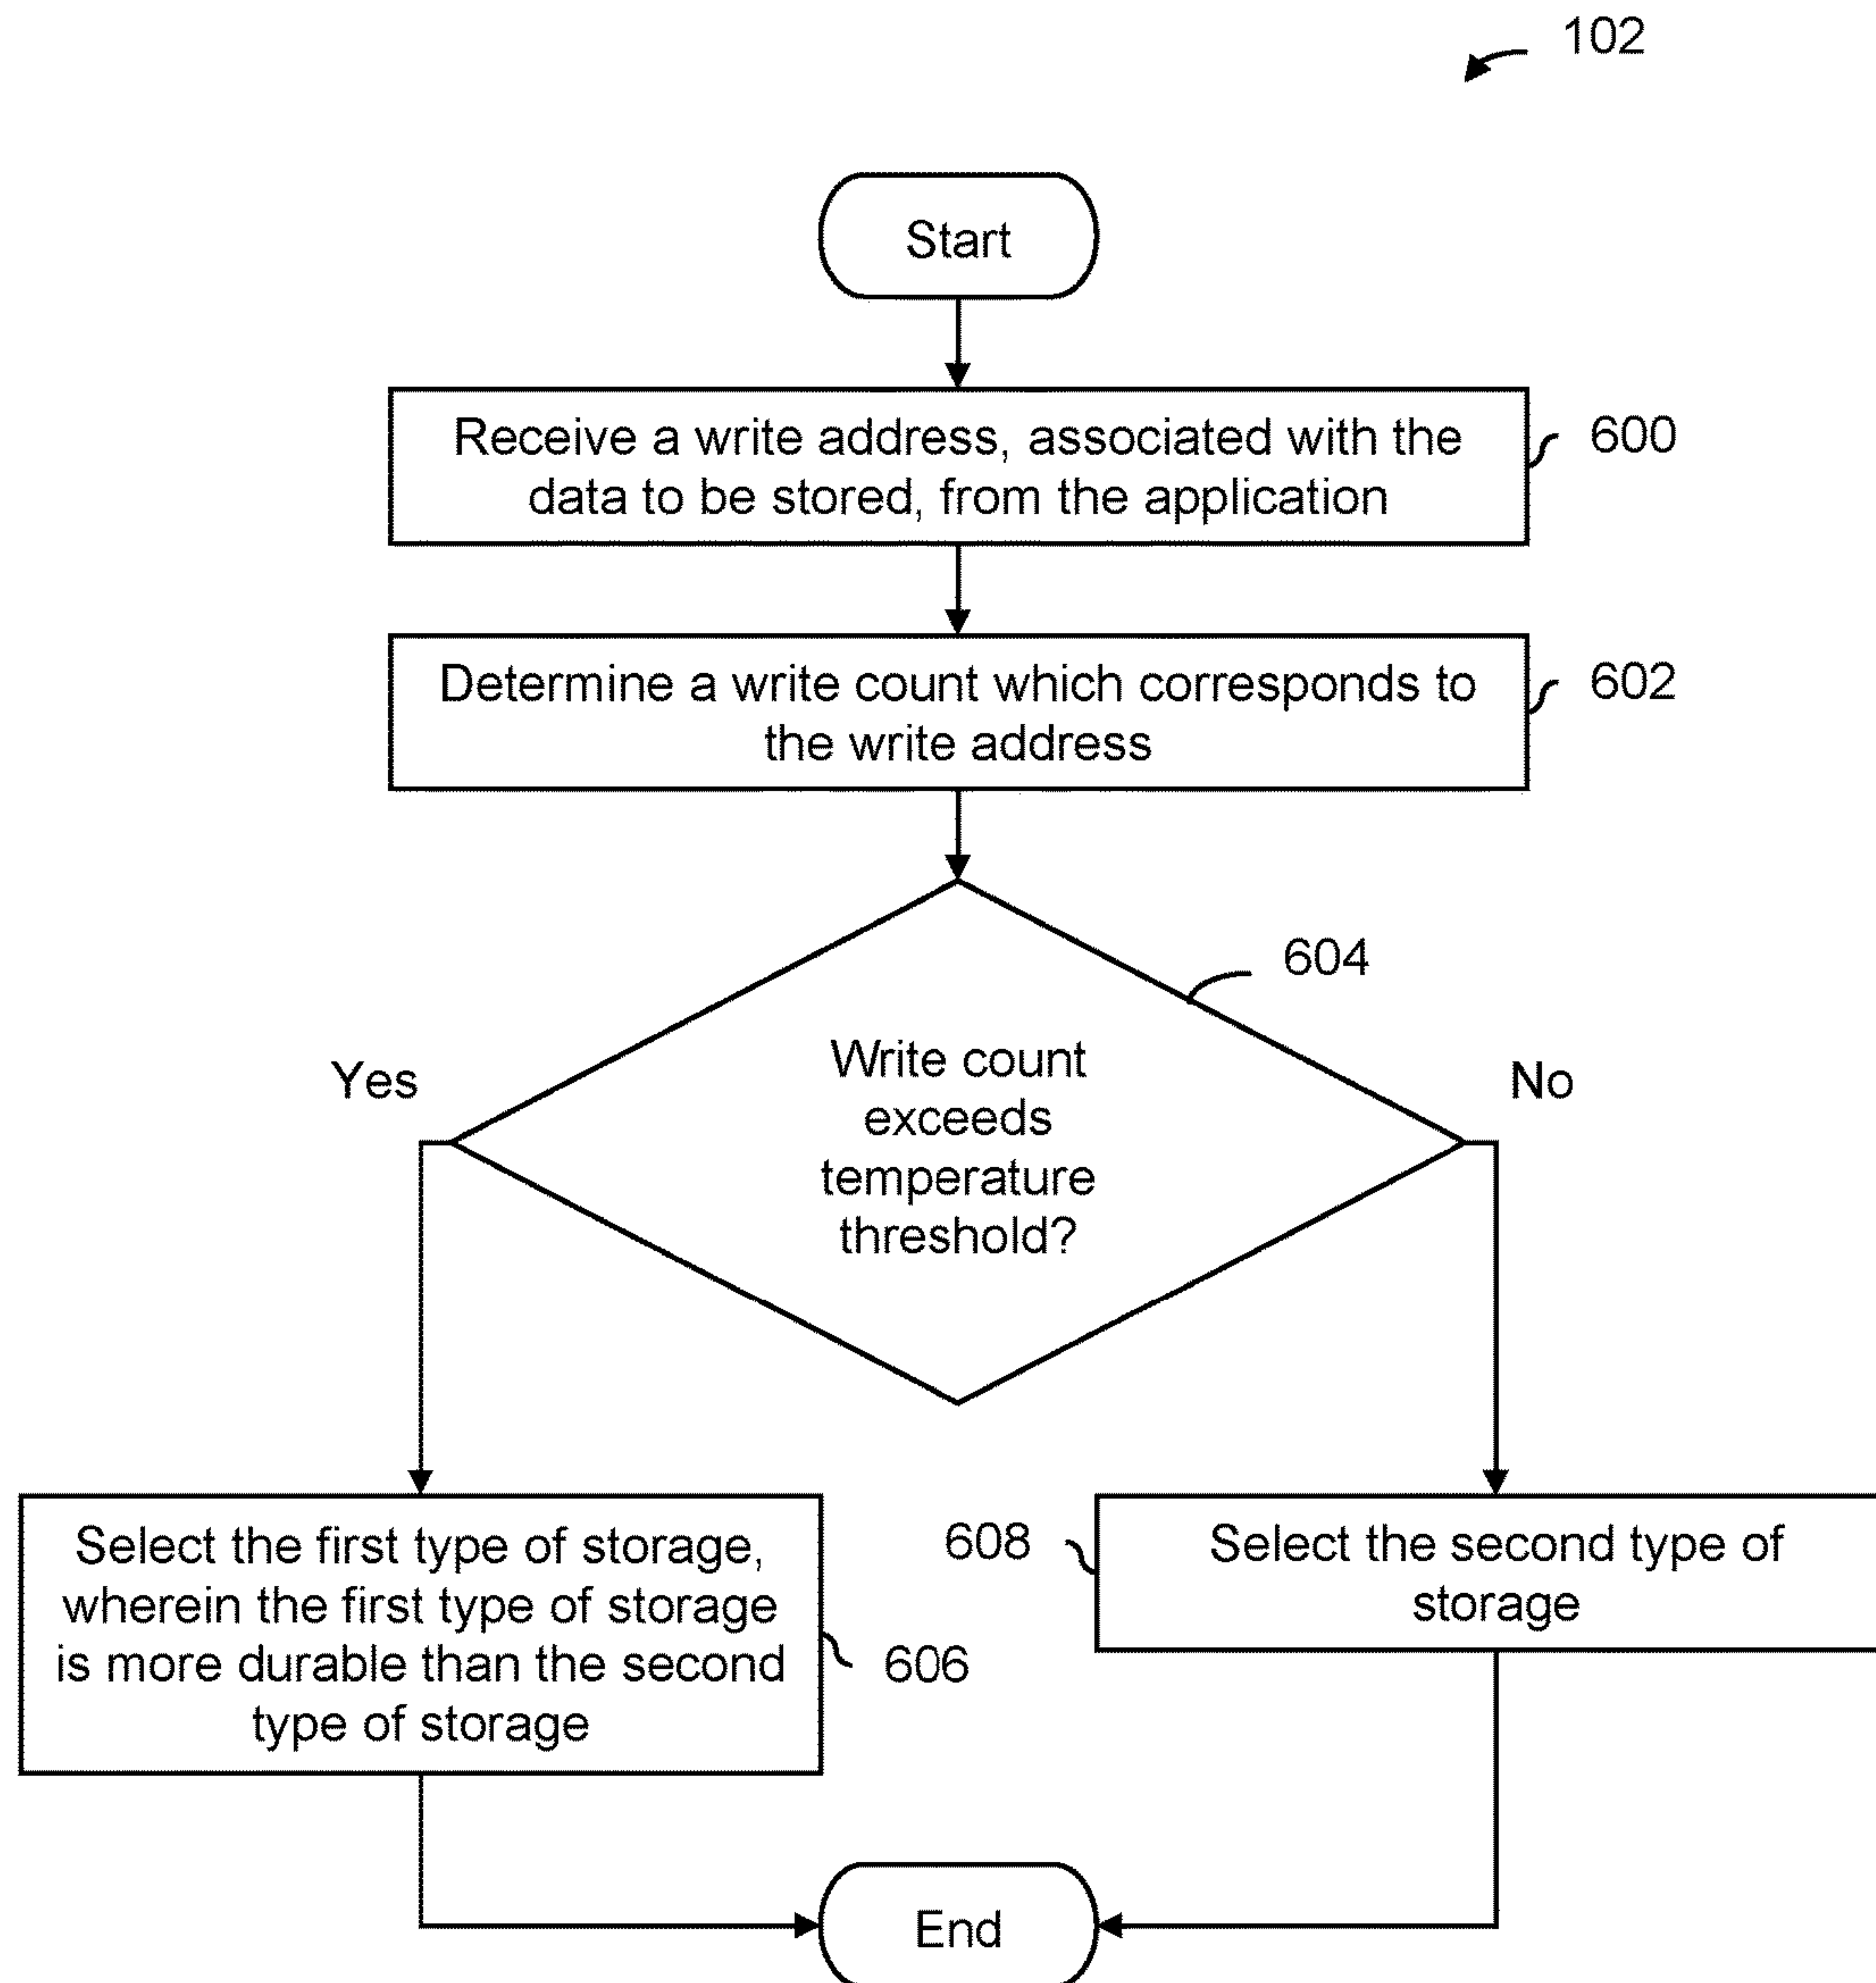 102
Start
Receive a write address, associated with the
data to be stored, from the application
600
Determine a write count which corresponds to
the write address
602
604
Write count
exceeds
temperature
threshold?
Yes
No
Select the first type of storage,
wherein the first type of storage
is more durable than the second
type of storage
606
608
Select the second type of
storage
End